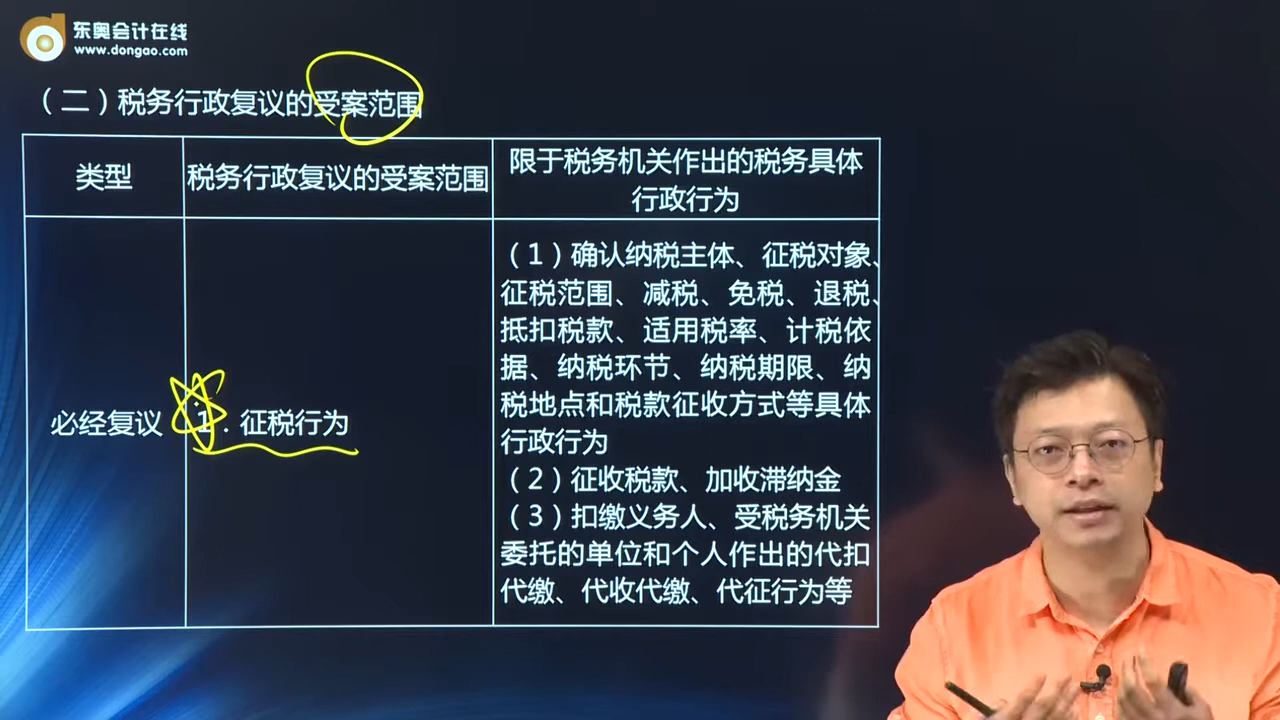 东奥会计在线
www.dongao.com
（二）税务行政复议的受案范围
类型
税务行政复议的受案范围
限于税务机关作出的税务具体
行政行为
必经复议
1．征税行为
（1）确认纳税主体、征税对象、
征税范围、减税、免税、退税、
抵扣税款、适用税率、计税依
据、纳税环节、纳税期限、纳
税地点和税款征收方式等具体
行政行为
（2）征收税款、加收滞纳金
（3）扣缴义务人、受税务机关
委托的单位和个人作出的代扣
代缴、代收代缴、代征行为等